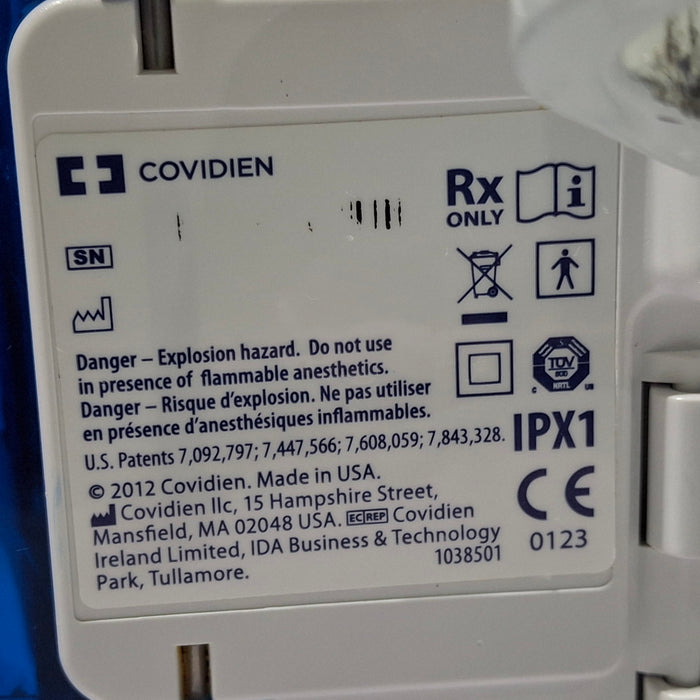 COVIDIEN
Rx
ONLY
SN
Danger – Explosion hazard. Do not use
in presence of flammable anesthetics.
Danger – Risque d'explosion. Ne pas utiliser
en présence d'anesthésiques inflammables.
TÜV
C NRTL US
U.S. Patents 7,092,797; 7,447,566; 7,608,059; 7,843,328.
IPX1
© 2012 Covidien. Made in USA.
Covidien llc, 15 Hampshire Street,
Mansfield, MA 02048 USA. EC REP Covidien
Ireland Limited, IDA Business & Technology
Park, Tullamore.
1038501
CE
0123